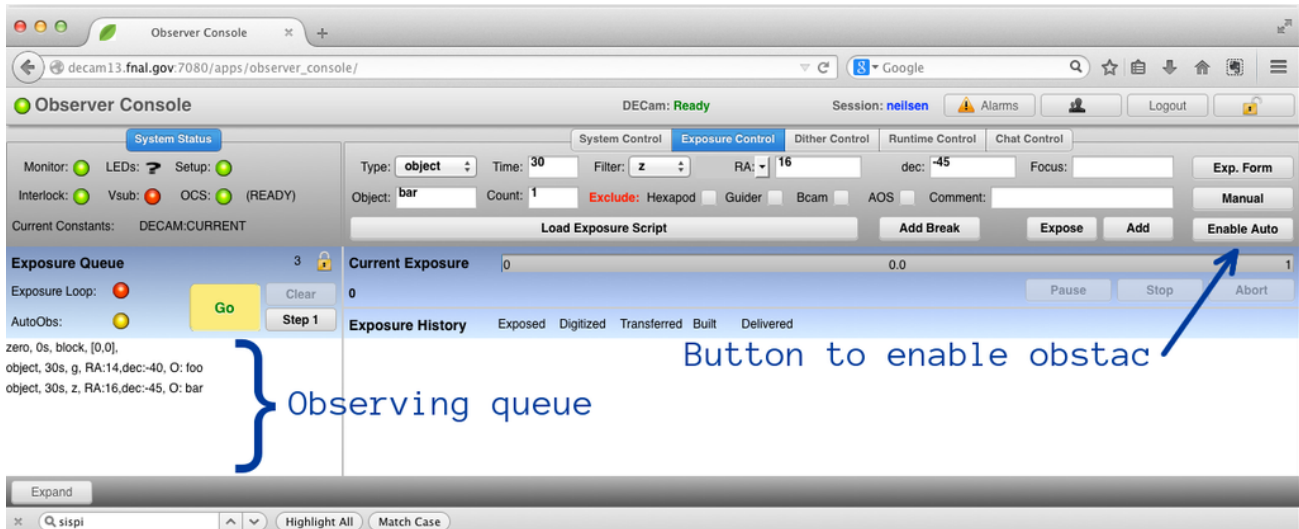 Observer Console
decam13.fnal.gov:7080/apps/observer_console/
Google
Observer Console
DECam: Ready
Session: neilsen
Alarms
Logout
System Status
System Control
Exposure Control
Dither Control
Runtime Control
Chat Control
Monitor:
LEDs: ?
Setup:
Type: object
Time: 30
Filter: z
RA: 16
dec: -45
Focus:
Exp. Form
Interlock:
Vsub:
OCS:
(READY)
Object: bar
Count: 1
Exclude: Hexapod
Guider
Bcam
AOS
Comment:
Manual
Current Constants: DECAM:CURRENT
Load Exposure Script
Add Break
Expose
Add
Enable Auto
Exposure Queue 3
Current Exposure
0
0.0
1
Exposure Loop:
Go
Clear
0
Pause
Stop
Abort
AutoObs:
Step 1
Exposure History
Exposed
Digitized
Transferred
Built
Delivered
zero, 0s, block, [0,0],
object, 30s, g, RA:14,dec:-40, O: foo
object, 30s, z, RA:16,dec:-45, O: bar
Button to enable obstac
Observing queue
Expand
sispi
Highlight All
Match Case